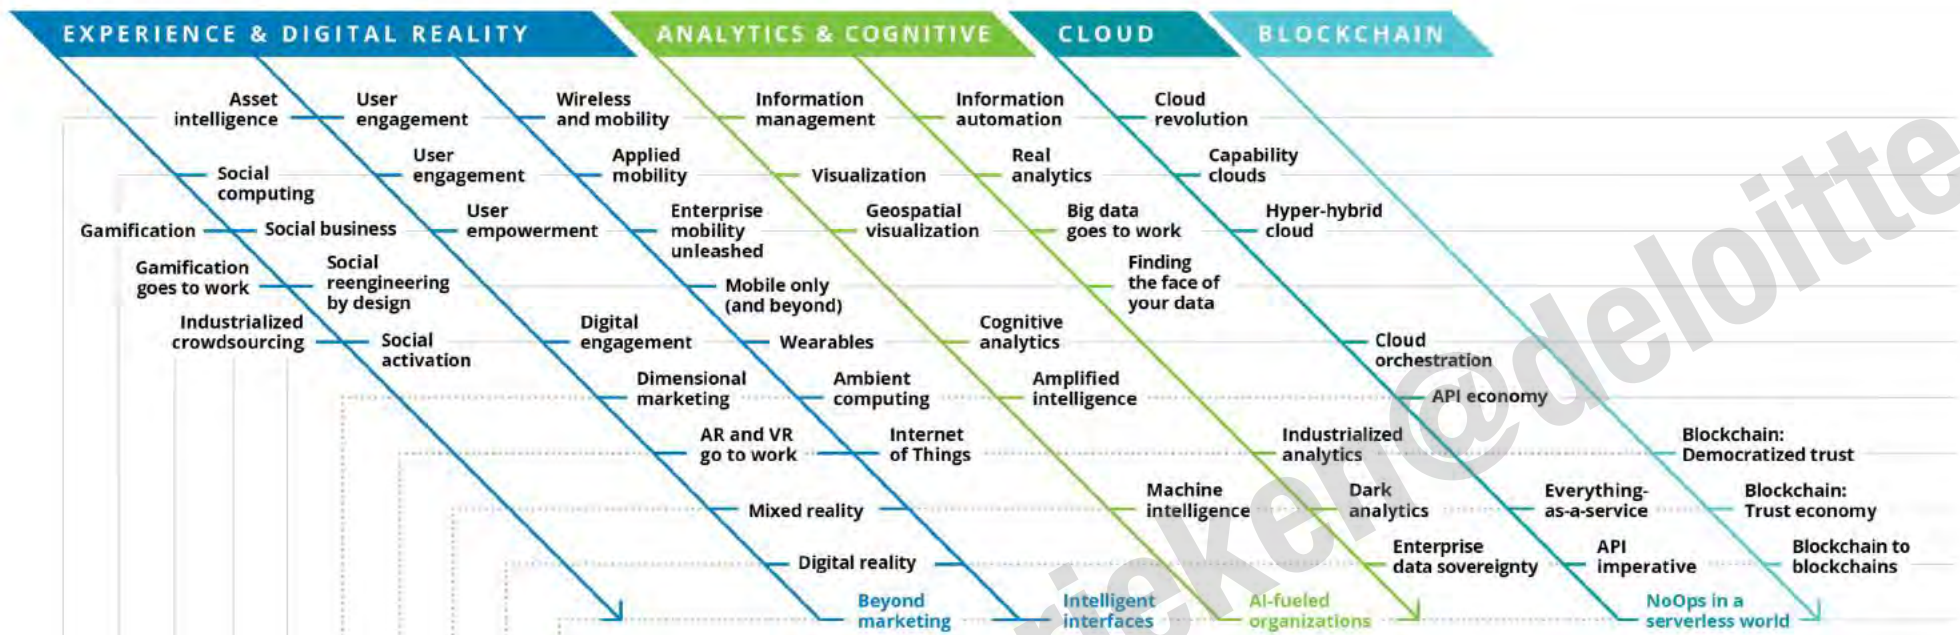 EXPERIENCE & DIGITAL REALITY
ANALYTICS & COGNITIVE
CLOUD
BLOCKCHAIN
Asset
intelligence
User
engagement
Wireless
and mobility
Information
management
Information
automation
Cloud
revolution
Social
computing
User
engagement
Applied
mobility
Visualization
Real
analytics
Capability
clouds
Gamification
Social business
User
empowerment
Enterprise
mobility
unleashed
Geospatial
visualization
Big data
goes to work
Hyper-hybrid
cloud
Gamification
goes to work
Social
reengineering
by design
Mobile only
(and beyond)
Finding
the face of
your data
Industrialized
crowdsourcing
Social
activation
Digital
engagement
Wearables
Cognitive
analytics
Cloud
orchestration
Dimensional
marketing
Ambient
computing
Amplified
intelligence
API economy
AR and VR
go to work
Internet
of Things
Industrialized
analytics
Blockchain:
Democratized trust
Mixed reality
Machine
intelligence
Dark
analytics
Everything-
as-a-service
Blockchain:
Trust economy
Digital reality
Enterprise
data sovereignty
API
imperative
Blockchain to
blockchains
Beyond
marketing
Intelligent
interfaces
AI-fueled
organizations
NoOps in a
serverless world
rieken@deloitte